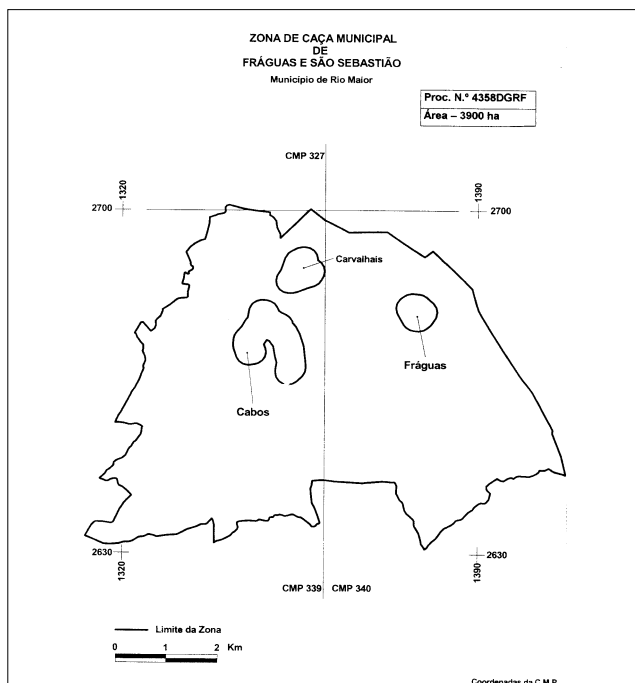 ZONA DE CAÇA MUNICIPAL
DE
FRÁGUAS E SÃO SEBASTIÃO
Município de Rio Maior
Proc. N.º 4358DGRF
Área – 3900 ha
CMP 327
1320
1390
2700
2700
Carvalhais
Fráguas
Cabos
2630
2630
1320
1390
CMP 339
CMP 340
Limite da Zona
0 1 2 Km
Coordenadas da C.M.P.